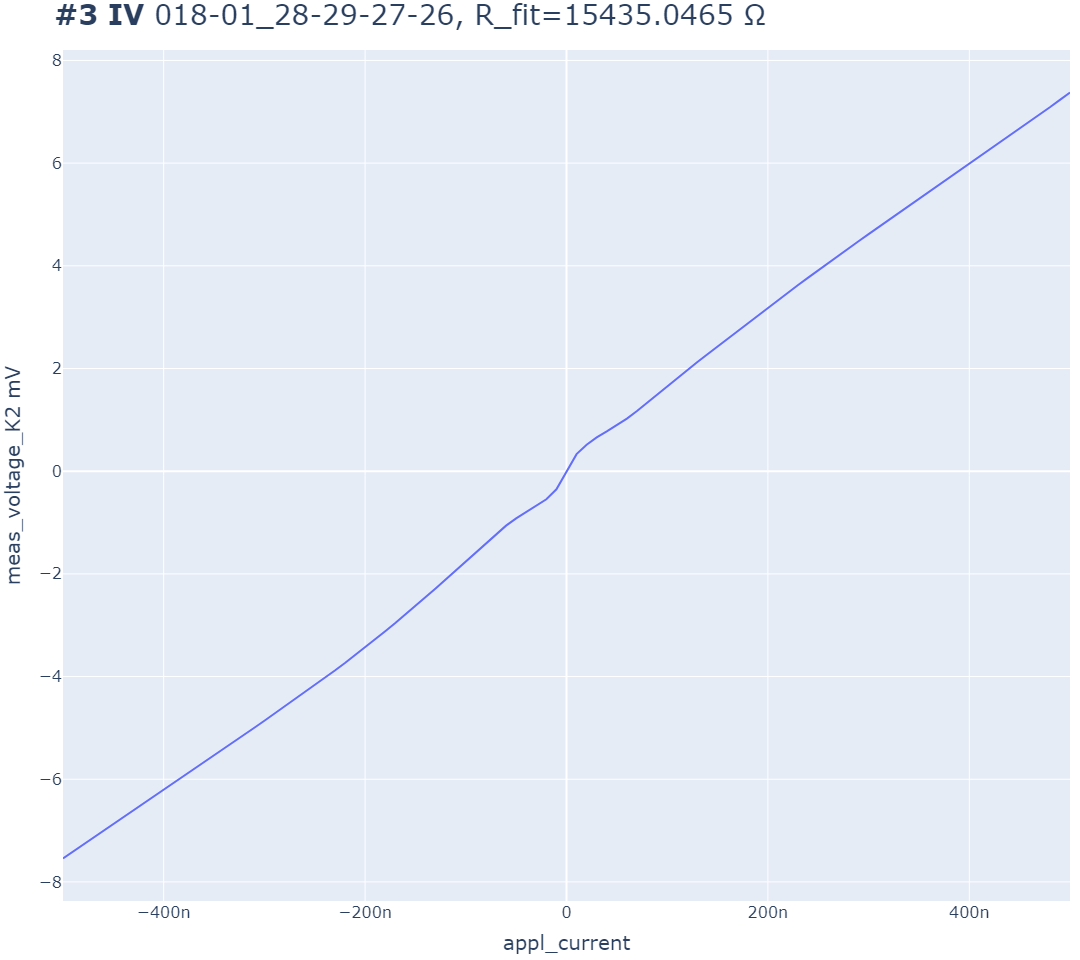 #3 IV 018-01_28-29-27-26, R_fit=15435.0465 Ω
8
6
4
2
0
−2
−4
−6
−8
meas_voltage_K2 mV
−400n
−200n
0
200n
400n
appl_current